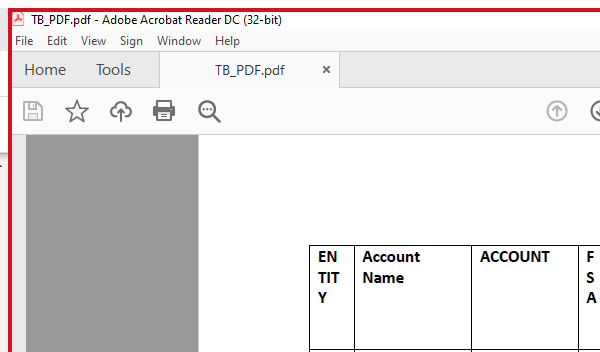 TB_PDF.pdf - Adobe Acrobat Reader DC (32-bit)
File Edit View Sign Window Help
Home Tools TB_PDF.pdf ×
EN Account ACCOUNT F
TIT Name S
Y A